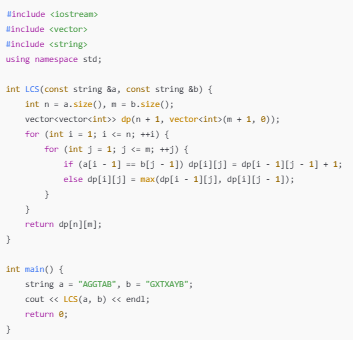 #include <iostream>
#include <vector>
#include <string>
using namespace std;

int LCS(const string &a, const string &b) {
    int n = a.size(), m = b.size();
    vector<vector<int>> dp(n + 1, vector<int>(m + 1, 0));
    for (int i = 1; i <= n; ++i) {
        for (int j = 1; j <= m; ++j) {
            if (a[i - 1] == b[j - 1]) dp[i][j] = dp[i - 1][j - 1] + 1;
            else dp[i][j] = max(dp[i - 1][j], dp[i][j - 1]);
        }
    }
    return dp[n][m];
}

int main() {
    string a = "AGGTAB", b = "GXTXAYB";
    cout << LCS(a, b) << endl;
    return 0;
}